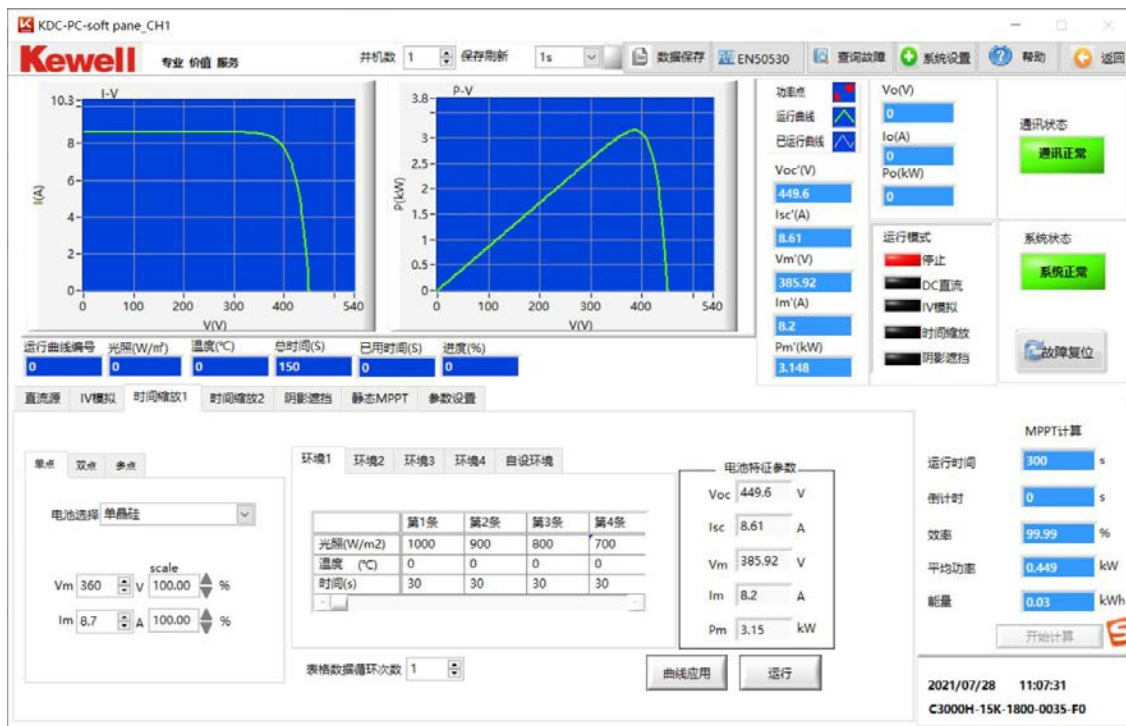 KDC-PC-soft pane_CH1
Kewell 专业 价值 服务 并机数 1 保存刷新 1s 数据保存 EN50530 查询故障 系统设置 帮助 返回
I-V
10.3
8
6
4
2
0
I(A)
0 100 200 300 400 540
V(V)
P-V
3.8
3
2.5
2
1.5
1
0.5
0
P(kW)
0 100 200 300 400 540
V(V)
功率点
运行曲线
已运行曲线
Voc'(V)
449.6
Isc'(A)
8.61
Vm'(V)
385.92
Im'(A)
8.2
Pm'(kW)
3.148
Vo(V)
0
Io(A)
0
Po(kW)
0
运行模式
停止
DC直流
IV模拟
时间缩放
阴影遮挡
通讯状态
通讯正常
系统状态
系统正常
故障复位
运行曲线编号 光照(W/㎡) 温度(℃) 总时间(S) 已用时间(S) 进度(%)
0 0 0 150 0 0
直流源 IV模拟 时间缩放1 时间缩放2 阴影遮挡 静态MPPT 参数设置
单点 双点 多点
电池选择 单晶硅
scale
Vm 360 V 100.00 %
Im 8.7 A 100.00 %
环境1 环境2 环境3 环境4 自设环境
第1条 第2条 第3条 第4条
光照(W/m2) 1000 900 800 700
温度 (℃) 0 0 0 0
时间(s) 30 30 30 30
表格数据循环次数 1
电池特征参数
Voc 449.6 V
Isc 8.61 A
Vm 385.92 V
Im 8.2 A
Pm 3.15 kW
曲线应用 运行
MPPT计算
运行时间 300 s
倒计时 0 s
效率 99.99 %
平均功率 0.449 kW
能量 0.03 kWh
开始计算
2021/07/28 11:07:31
C3000H-15K-1800-0035-F0